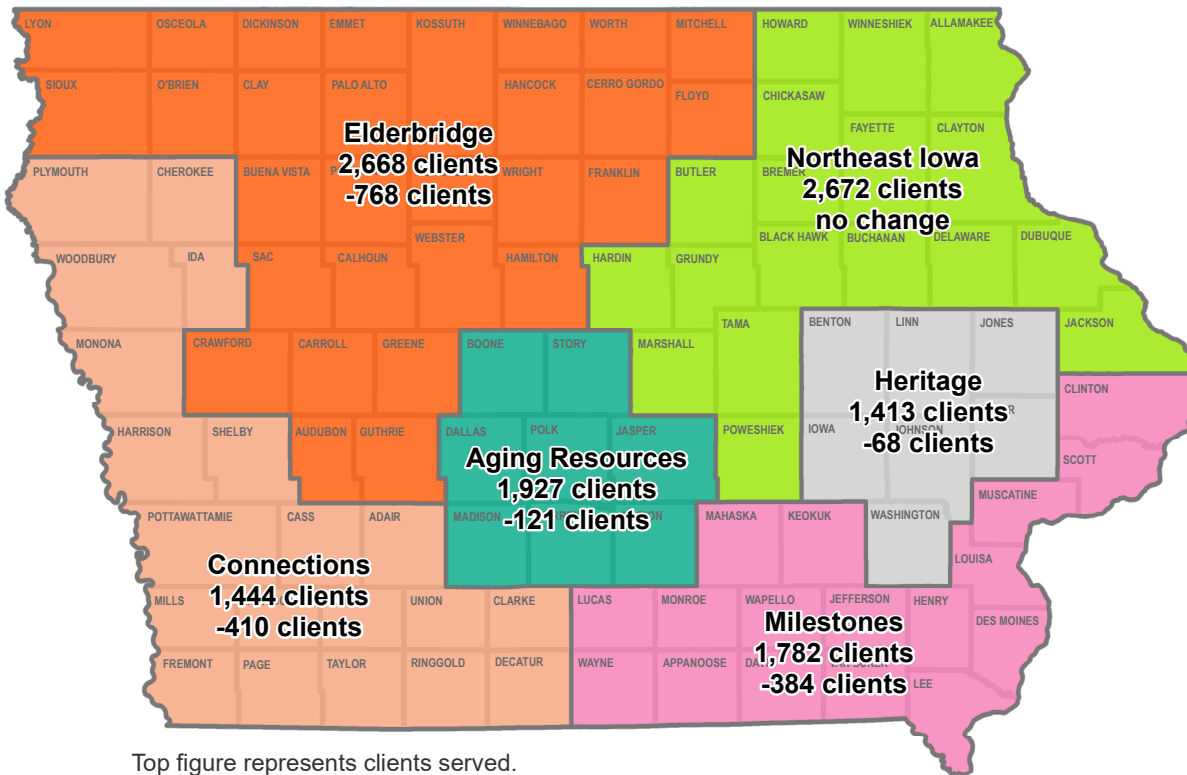 LYON OSCEOLA DICKINSON EMMET KOSSUTH WINNEBAGO WORTH MITCHELL HOWARD WINNESHIEK ALLAMAKEE
SIOUX O'BRIEN CLAY PALO ALTO HANCOCK CERRO GORDO FLOYD CHICKASAW
FAYETTE CLAYTON
Elderbridge
2,668 clients
-768 clients
Northeast Iowa
2,672 clients
no change
PLYMOUTH CHEROKEE BUENA VISTA WRIGHT FRANKLIN BUTLER BREMER
WEBSTER BLACK HAWK BUCHANAN DELAWARE DUBUQUE
WOODBURY IDA SAC CALHOUN HAMILTON HARDIN GRUNDY
TAMA BENTON LINN JONES JACKSON
MONONA CRAWFORD CARROLL GREENE BOONE STORY MARSHALL
Heritage
1,413 clients
-68 clients
CLINTON
HARRISON SHELBY AUDUBON GUTHRIE DALLAS POLK JASPER POWESHIEK IOWA JOHNSON
SCOTT
Aging Resources
1,927 clients
-121 clients
MUSCATINE
POTTAWATTAMIE CASS ADAIR MADISON MAHASKA KEOKUK WASHINGTON
LOUISA
Connections
1,444 clients
-410 clients
MILLS UNION CLARKE LUCAS MONROE WAPELLO JEFFERSON HENRY
DES MOINES
Milestones
1,782 clients
-384 clients
FREMONT PAGE TAYLOR RINGGOLD DECATUR WAYNE APPANOOSE LEE
Top figure represents clients served.